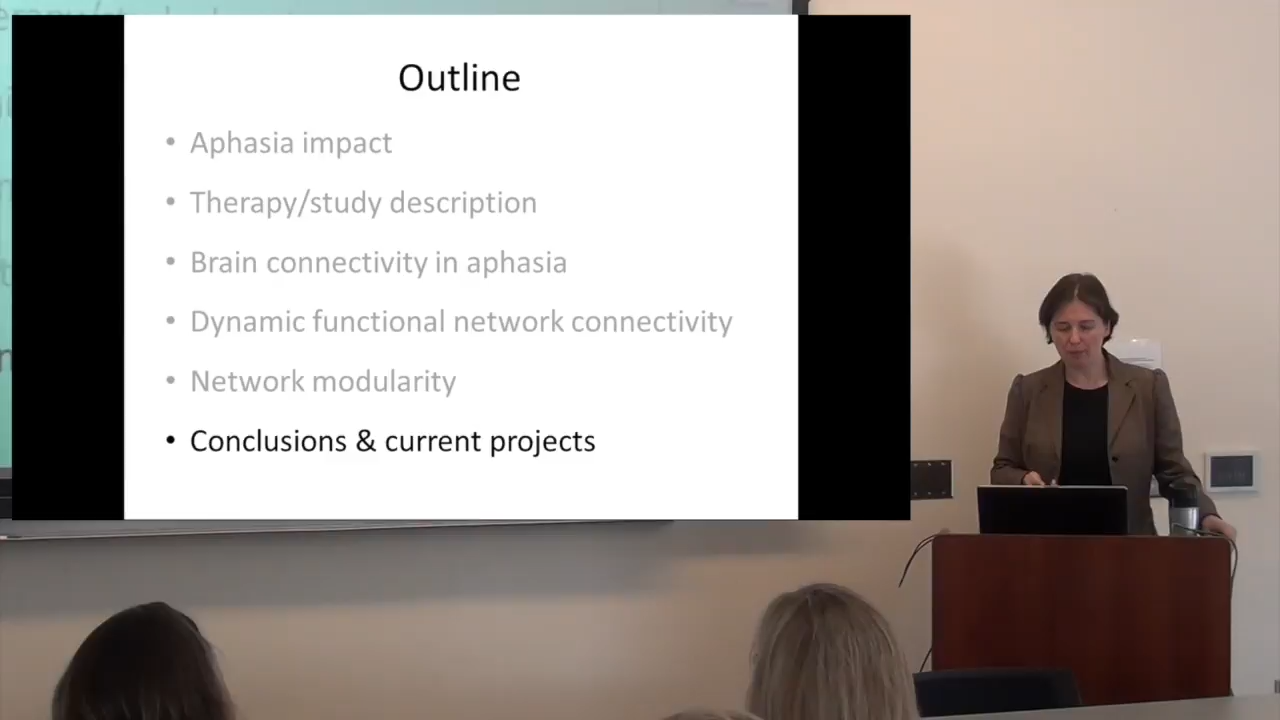 Outline
• Aphasia impact
• Therapy/study description
• Brain connectivity in aphasia
• Dynamic functional network connectivity
• Network modularity
• Conclusions & current projects